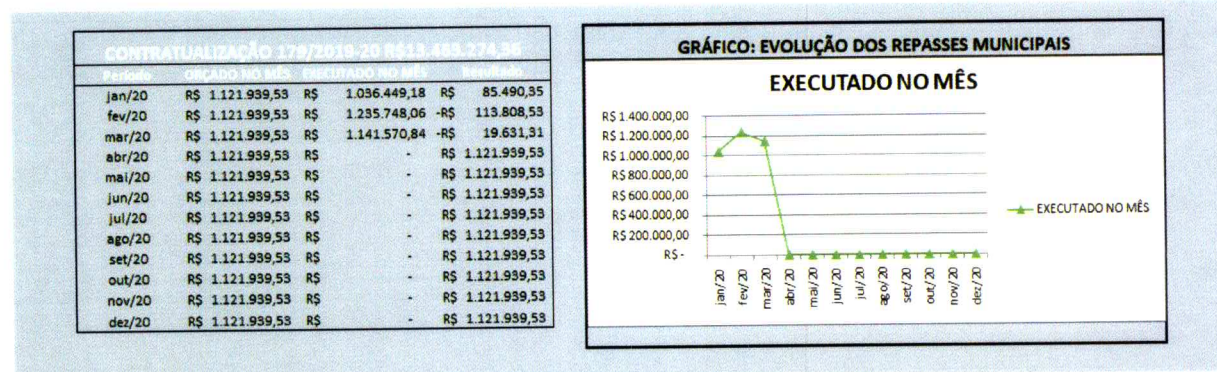 CONTRATUALIZAÇÃO 179/2019-20 R$13.463.274,36
Período ORÇADO NO MÊS EXECUTADO NO MÊS Resultado
jan/20 R$ 1.121.939,53 R$ 1.036.449,18 R$ 85.490,35
fev/20 R$ 1.121.939,53 R$ 1.235.748,06 -R$ 113.808,53
mar/20 R$ 1.121.939,53 R$ 1.141.570,84 -R$ 19.631,31
abr/20 R$ 1.121.939,53 R$ - R$ 1.121.939,53
mai/20 R$ 1.121.939,53 R$ - R$ 1.121.939,53
jun/20 R$ 1.121.939,53 R$ - R$ 1.121.939,53
jul/20 R$ 1.121.939,53 R$ - R$ 1.121.939,53
ago/20 R$ 1.121.939,53 R$ - R$ 1.121.939,53
set/20 R$ 1.121.939,53 R$ - R$ 1.121.939,53
out/20 R$ 1.121.939,53 R$ - R$ 1.121.939,53
nov/20 R$ 1.121.939,53 R$ - R$ 1.121.939,53
dez/20 R$ 1.121.939,53 R$ - R$ 1.121.939,53
GRÁFICO: EVOLUÇÃO DOS REPASSES MUNICIPAIS
EXECUTADO NO MÊS
R$ 1.400.000,00
R$ 1.200.000,00
R$ 1.000.000,00
R$ 800.000,00
R$ 600.000,00
R$ 400.000,00
R$ 200.000,00
R$ -
jan/20 fev/20 mar/20 abr/20 mai/20 jun/20 jul/20 ago/20 set/20 out/20 nov/20 dez/20
EXECUTADO NO MÊS